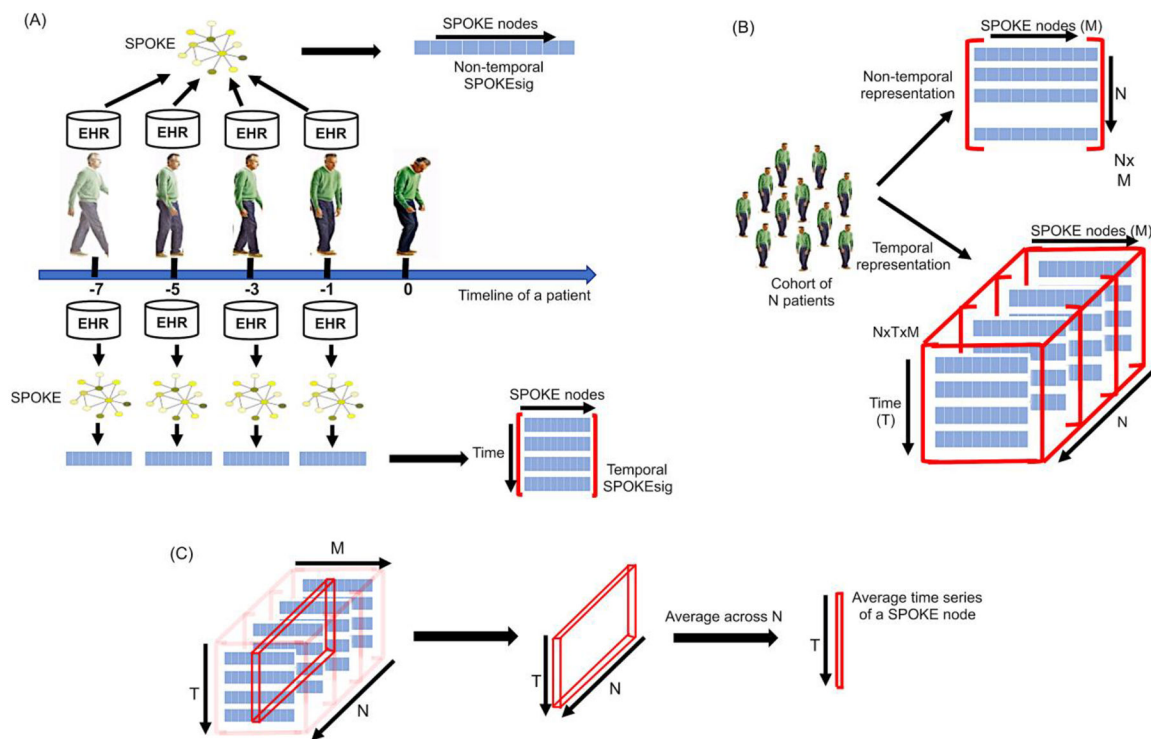 (A)
SPOKE
SPOKE nodes
Non-temporal
SPOKEsig
EHR
EHR
EHR
EHR
-7
-5
-3
-1
0
Timeline of a patient
EHR
EHR
EHR
EHR
SPOKE
SPOKE nodes
Time
Temporal
SPOKEsig
(B)
SPOKE nodes (M)
Non-temporal
representation
N
Nx
M
Cohort of
N patients
Temporal
representation
SPOKE nodes (M)
NxTxM
Time
(T)
N
(C)
M
T
N
T
N
Average across N
T
Average time series
of a SPOKE node